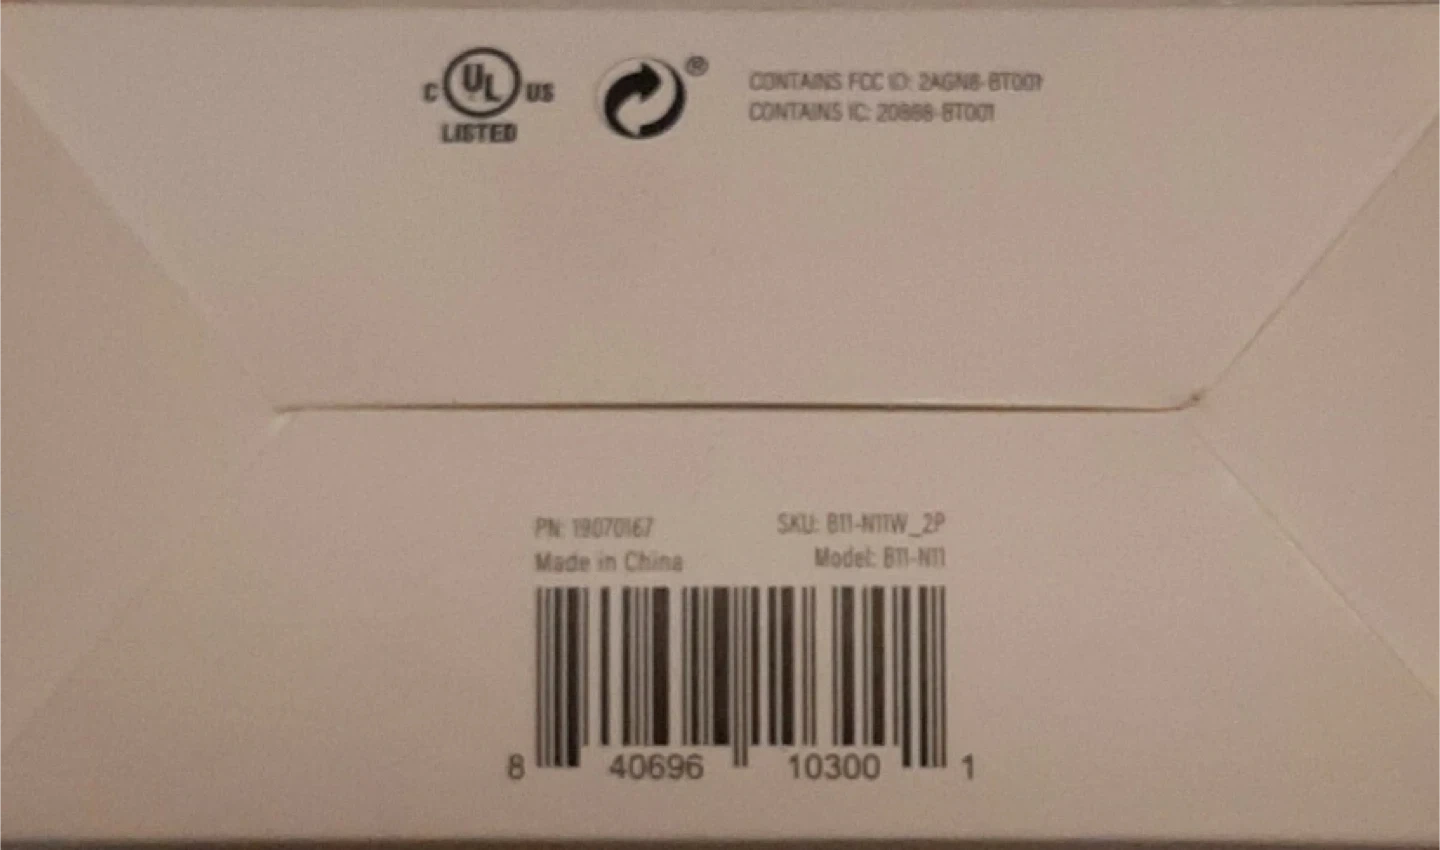 C UL US
LISTED
®
CONTAINS FCC ID: 2AGN8-BT001
CONTAINS IC: 20888-BT001
PN: 19070167
SKU: B11-N11W_2P
Made in China
Model: B11-N11
8 40696 10300 1